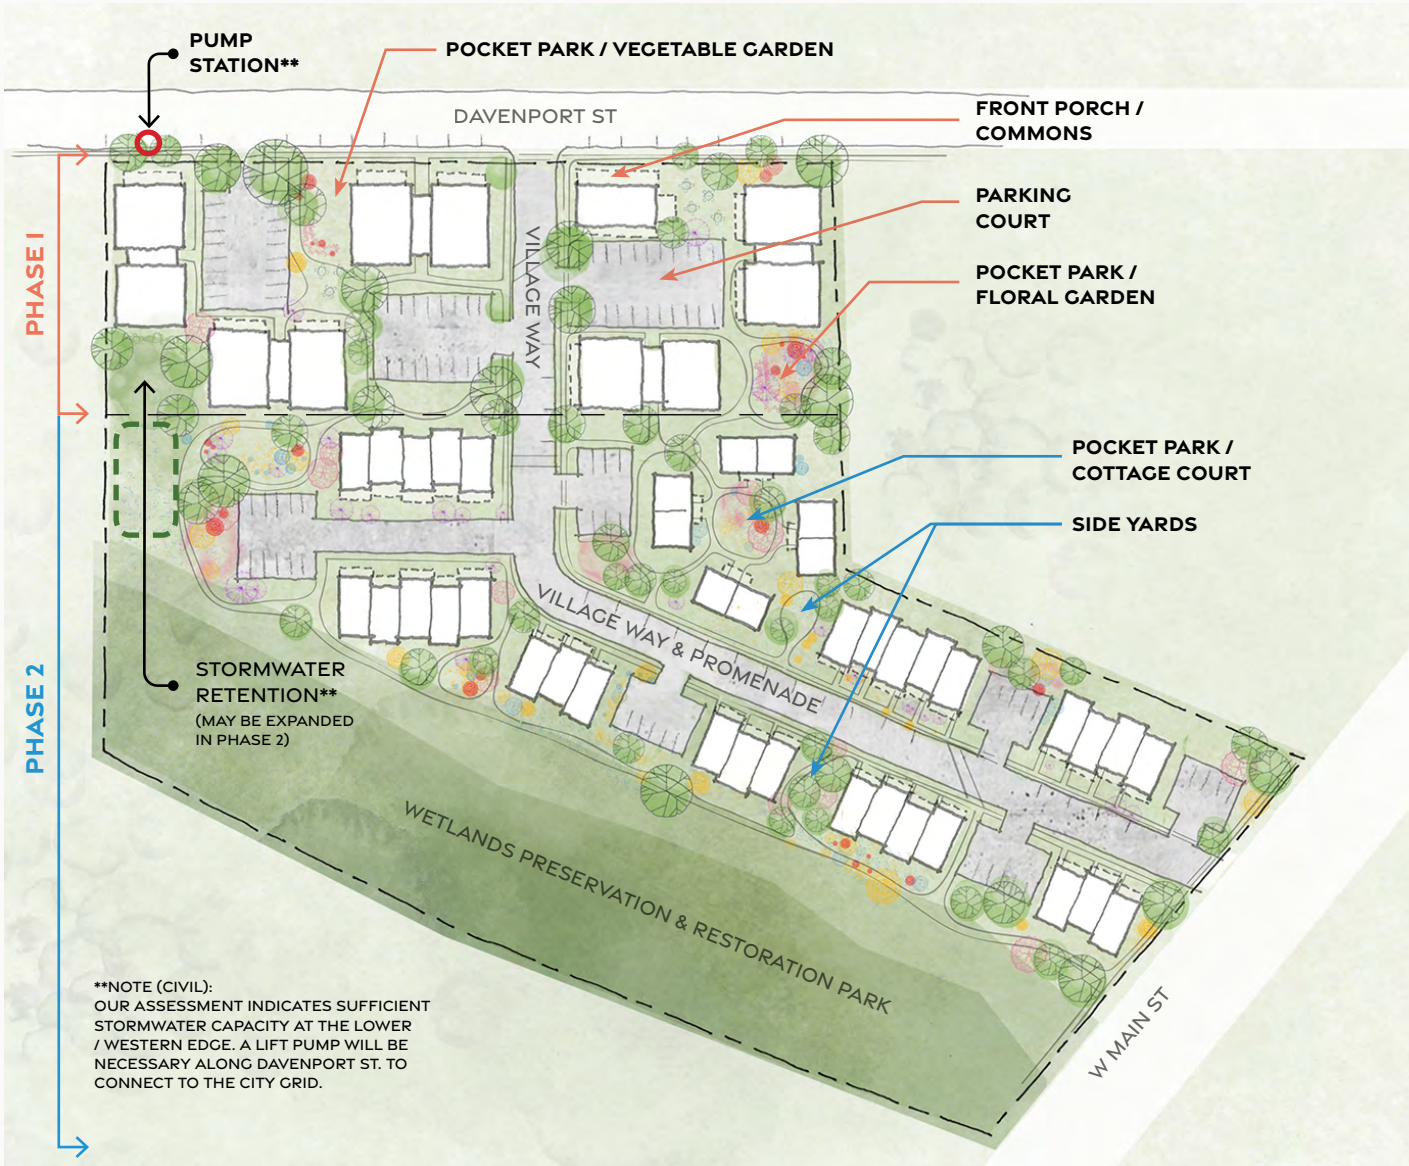 PUMP
STATION**
POCKET PARK / VEGETABLE GARDEN
DAVENPORT ST
FRONT PORCH /
COMMONS
PARKING
COURT
POCKET PARK /
FLORAL GARDEN
PHASE I
VILLAGE WAY
POCKET PARK /
COTTAGE COURT
SIDE YARDS
VILLAGE WAY & PROMENADE
STORMWATER
RETENTION**
(MAY BE EXPANDED
IN PHASE 2)
PHASE 2
WETLANDS PRESERVATION & RESTORATION PARK
**NOTE (CIVIL):
OUR ASSESSMENT INDICATES SUFFICIENT
STORMWATER CAPACITY AT THE LOWER
/ WESTERN EDGE. A LIFT PUMP WILL BE
NECESSARY ALONG DAVENPORT ST. TO
CONNECT TO THE CITY GRID.
W MAIN ST